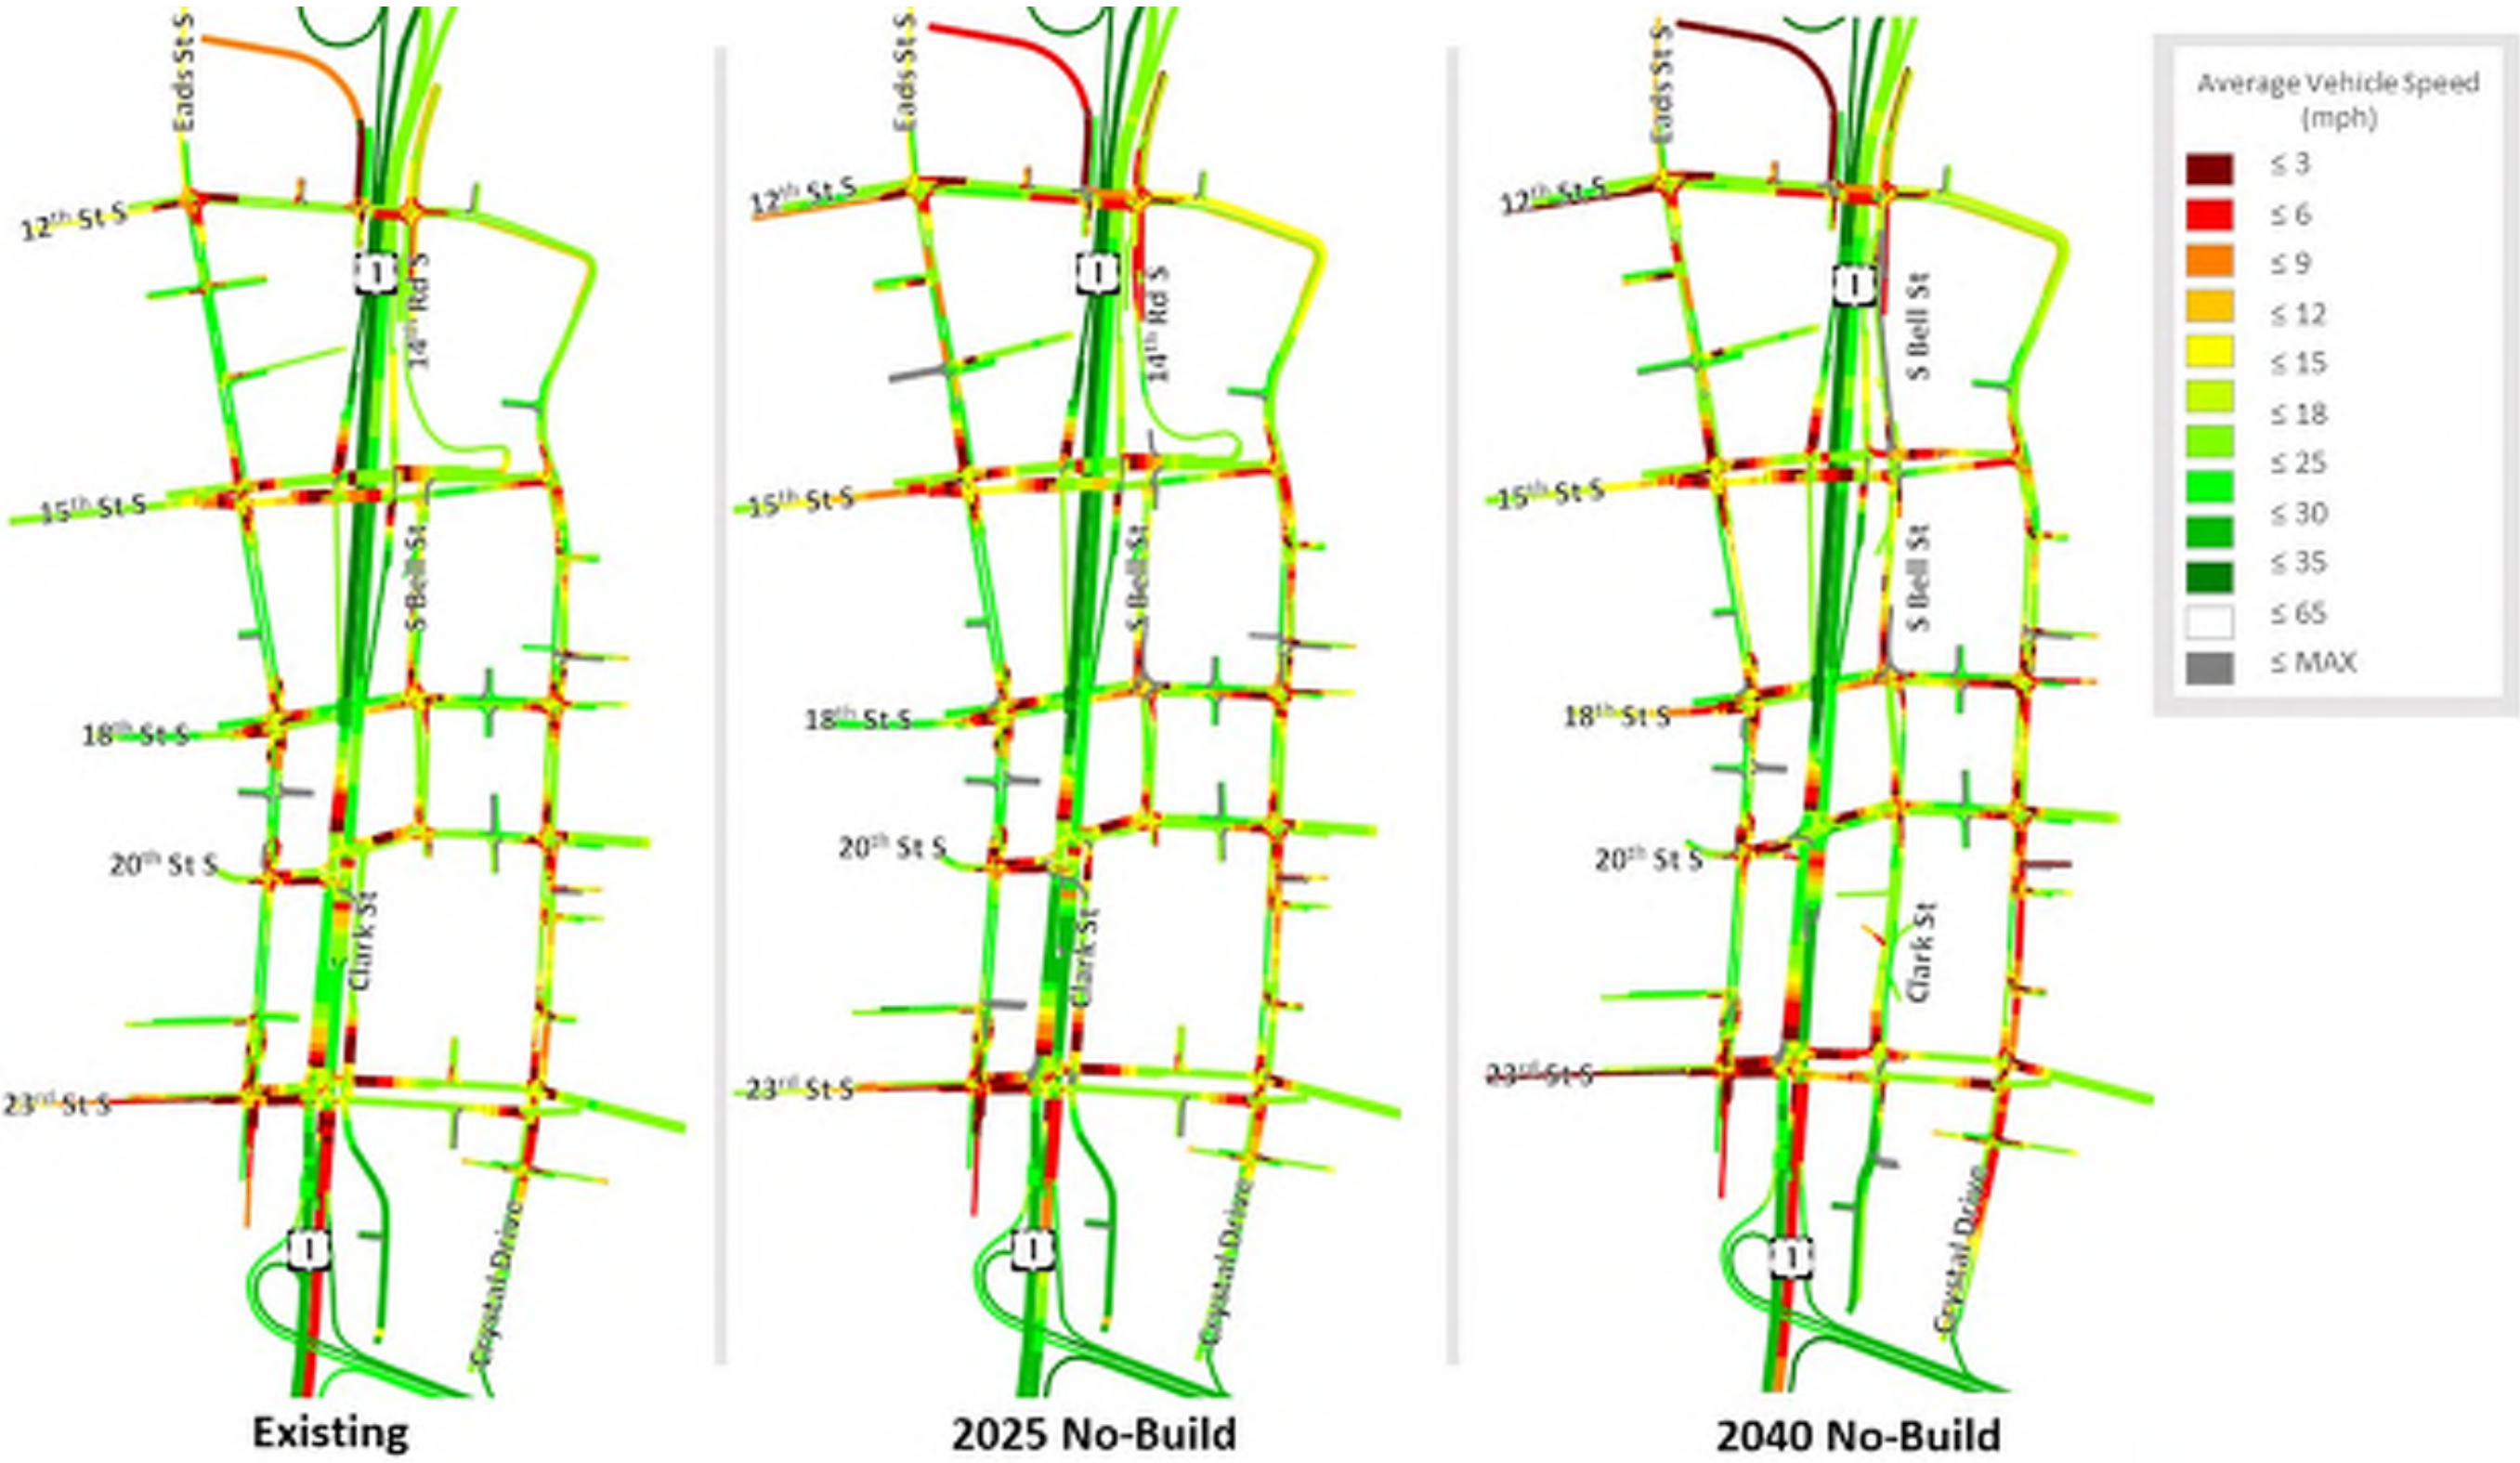 Eads St S
12th St S
1
14th Rd S
15th St S
S Bell St
18th St S
20th St S
Clark St
23rd St S
1
Crystal Drive
Existing
Eads St S
12th St S
1
14th Rd S
15th St S
S Bell St
18th St S
20th St S
Clark St
23rd St S
1
Crystal Drive
2025 No-Build
Eads St S
12th St S
1
S Bell St
15th St S
S Bell St
18th St S
20th St S
Clark St
23rd St S
1
Crystal Drive
2040 No-Build
Average Vehicle Speed
(mph)
≤ 3
≤ 6
≤ 9
≤ 12
≤ 15
≤ 18
≤ 25
≤ 30
≤ 35
≤ 65
≤ MAX